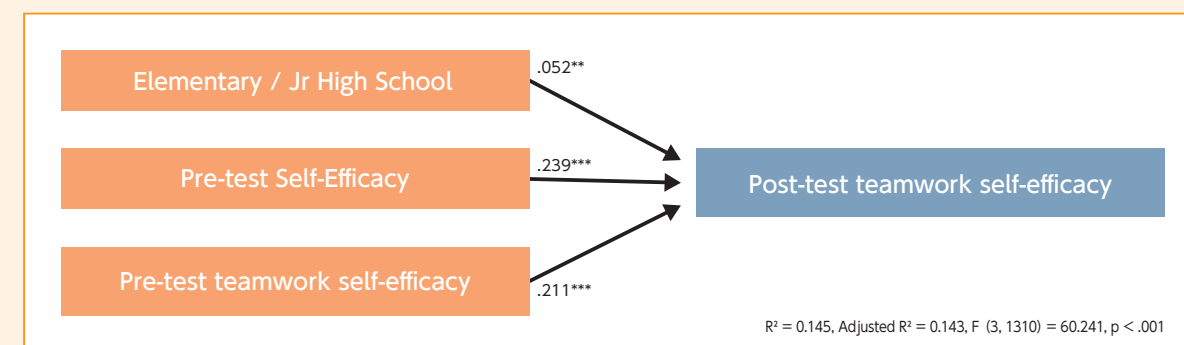 Elementary / Jr High School
.052**
Pre-test Self-Efficacy
.239***
Post-test teamwork self-efficacy
Pre-test teamwork self-efficacy
.211***
R² = 0.145, Adjusted R² = 0.143, F (3, 1310) = 60.241, p < .001